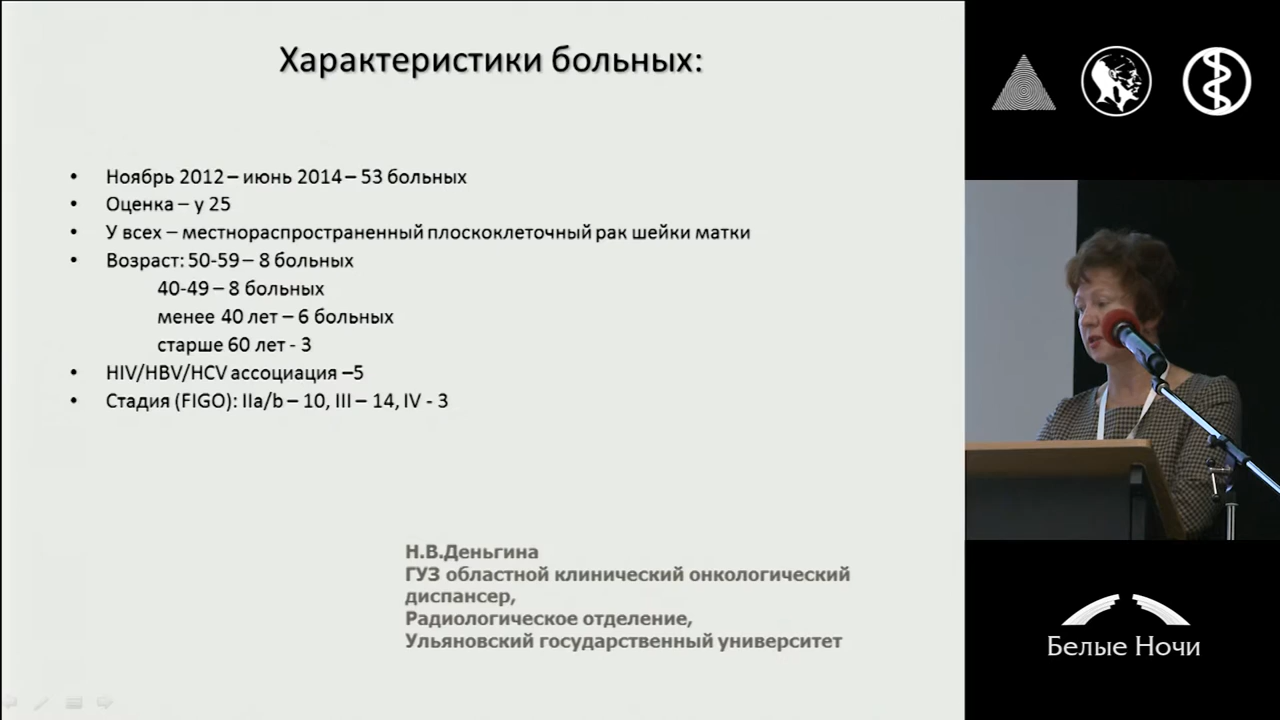 Характеристики больных:
• Ноябрь 2012 – июнь 2014 – 53 больных
• Оценка – у 25
• У всех – местнораспространенный плоскоклеточный рак шейки матки
• Возраст: 50-59 – 8 больных
40-49 – 8 больных
менее 40 лет – 6 больных
старше 60 лет - 3
• HIV/HBV/HCV ассоциация –5
• Стадия (FIGO): IIa/b – 10, III – 14, IV - 3
Н.В.Деньгина
ГУЗ областной клинический онкологический
диспансер,
Радиологическое отделение,
Ульяновский государственный университет
Белые Ночи